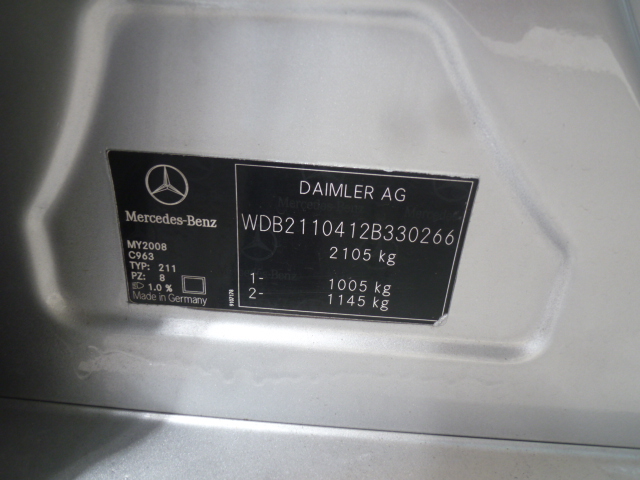 Mercedes-Benz
MY2008
C963
TYP: 211
PZ: 8
1.0 %
Made in Germany
DAIMLER AG
WDB2110412B330266
2105 kg
1- 1005 kg
2- 1145 kg